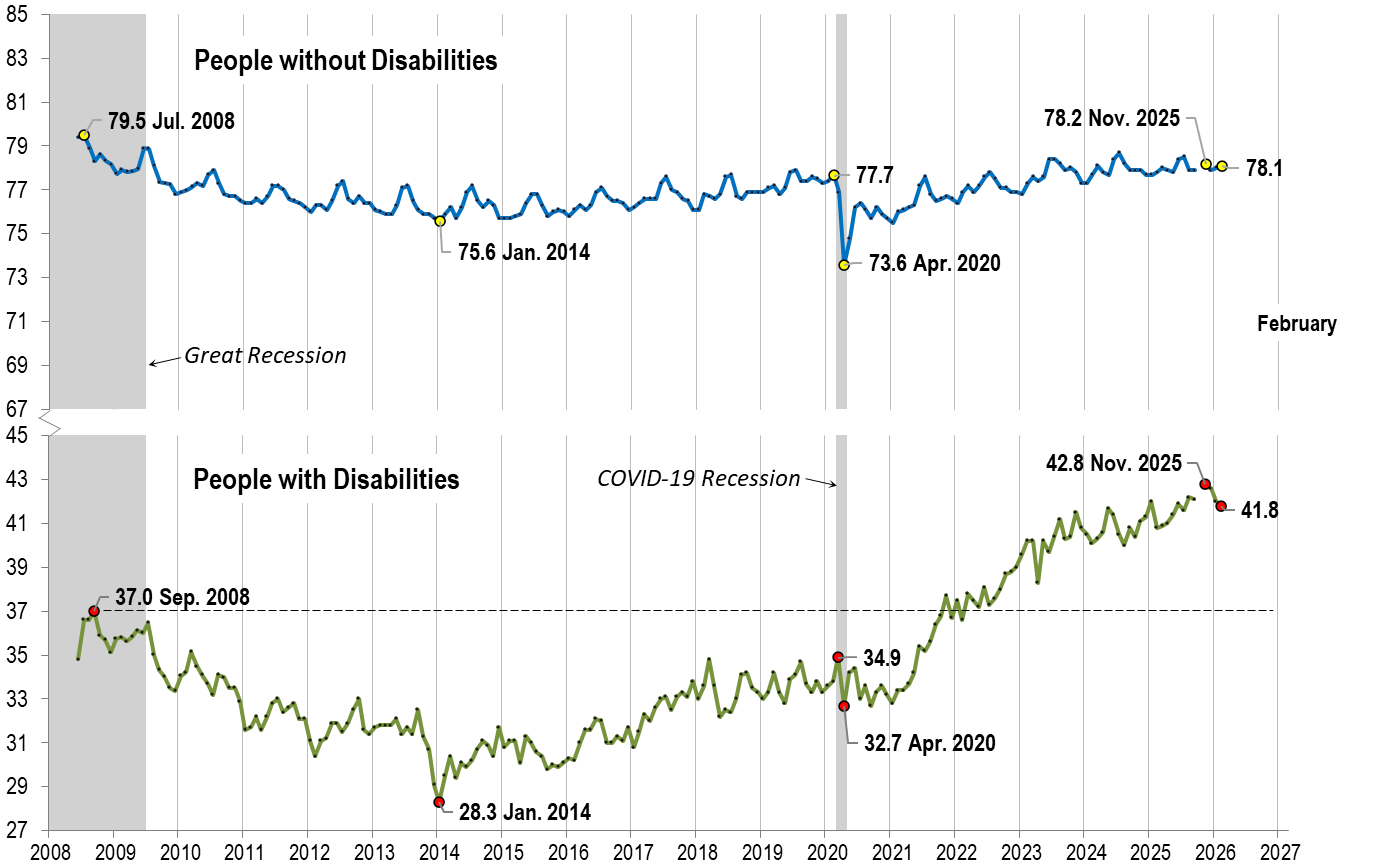 85
83
People without Disabilities
81
79.5 Jul. 2008
78.2 Nov. 2025
79
77.7
78.1
77
75
75.6 Jan. 2014
73.6 Apr. 2020
73
71
February
Great Recession
69
67
45
43
People with Disabilities
COVID-19 Recession
42.8 Nov. 2025
41
41.8
39
37.0 Sep. 2008
37
35
34.9
33
32.7 Apr. 2020
31
29
28.3 Jan. 2014
27
2008 2009 2010 2011 2012 2013 2014 2015 2016 2017 2018 2019 2020 2021 2022 2023 2024 2025 2026 2027